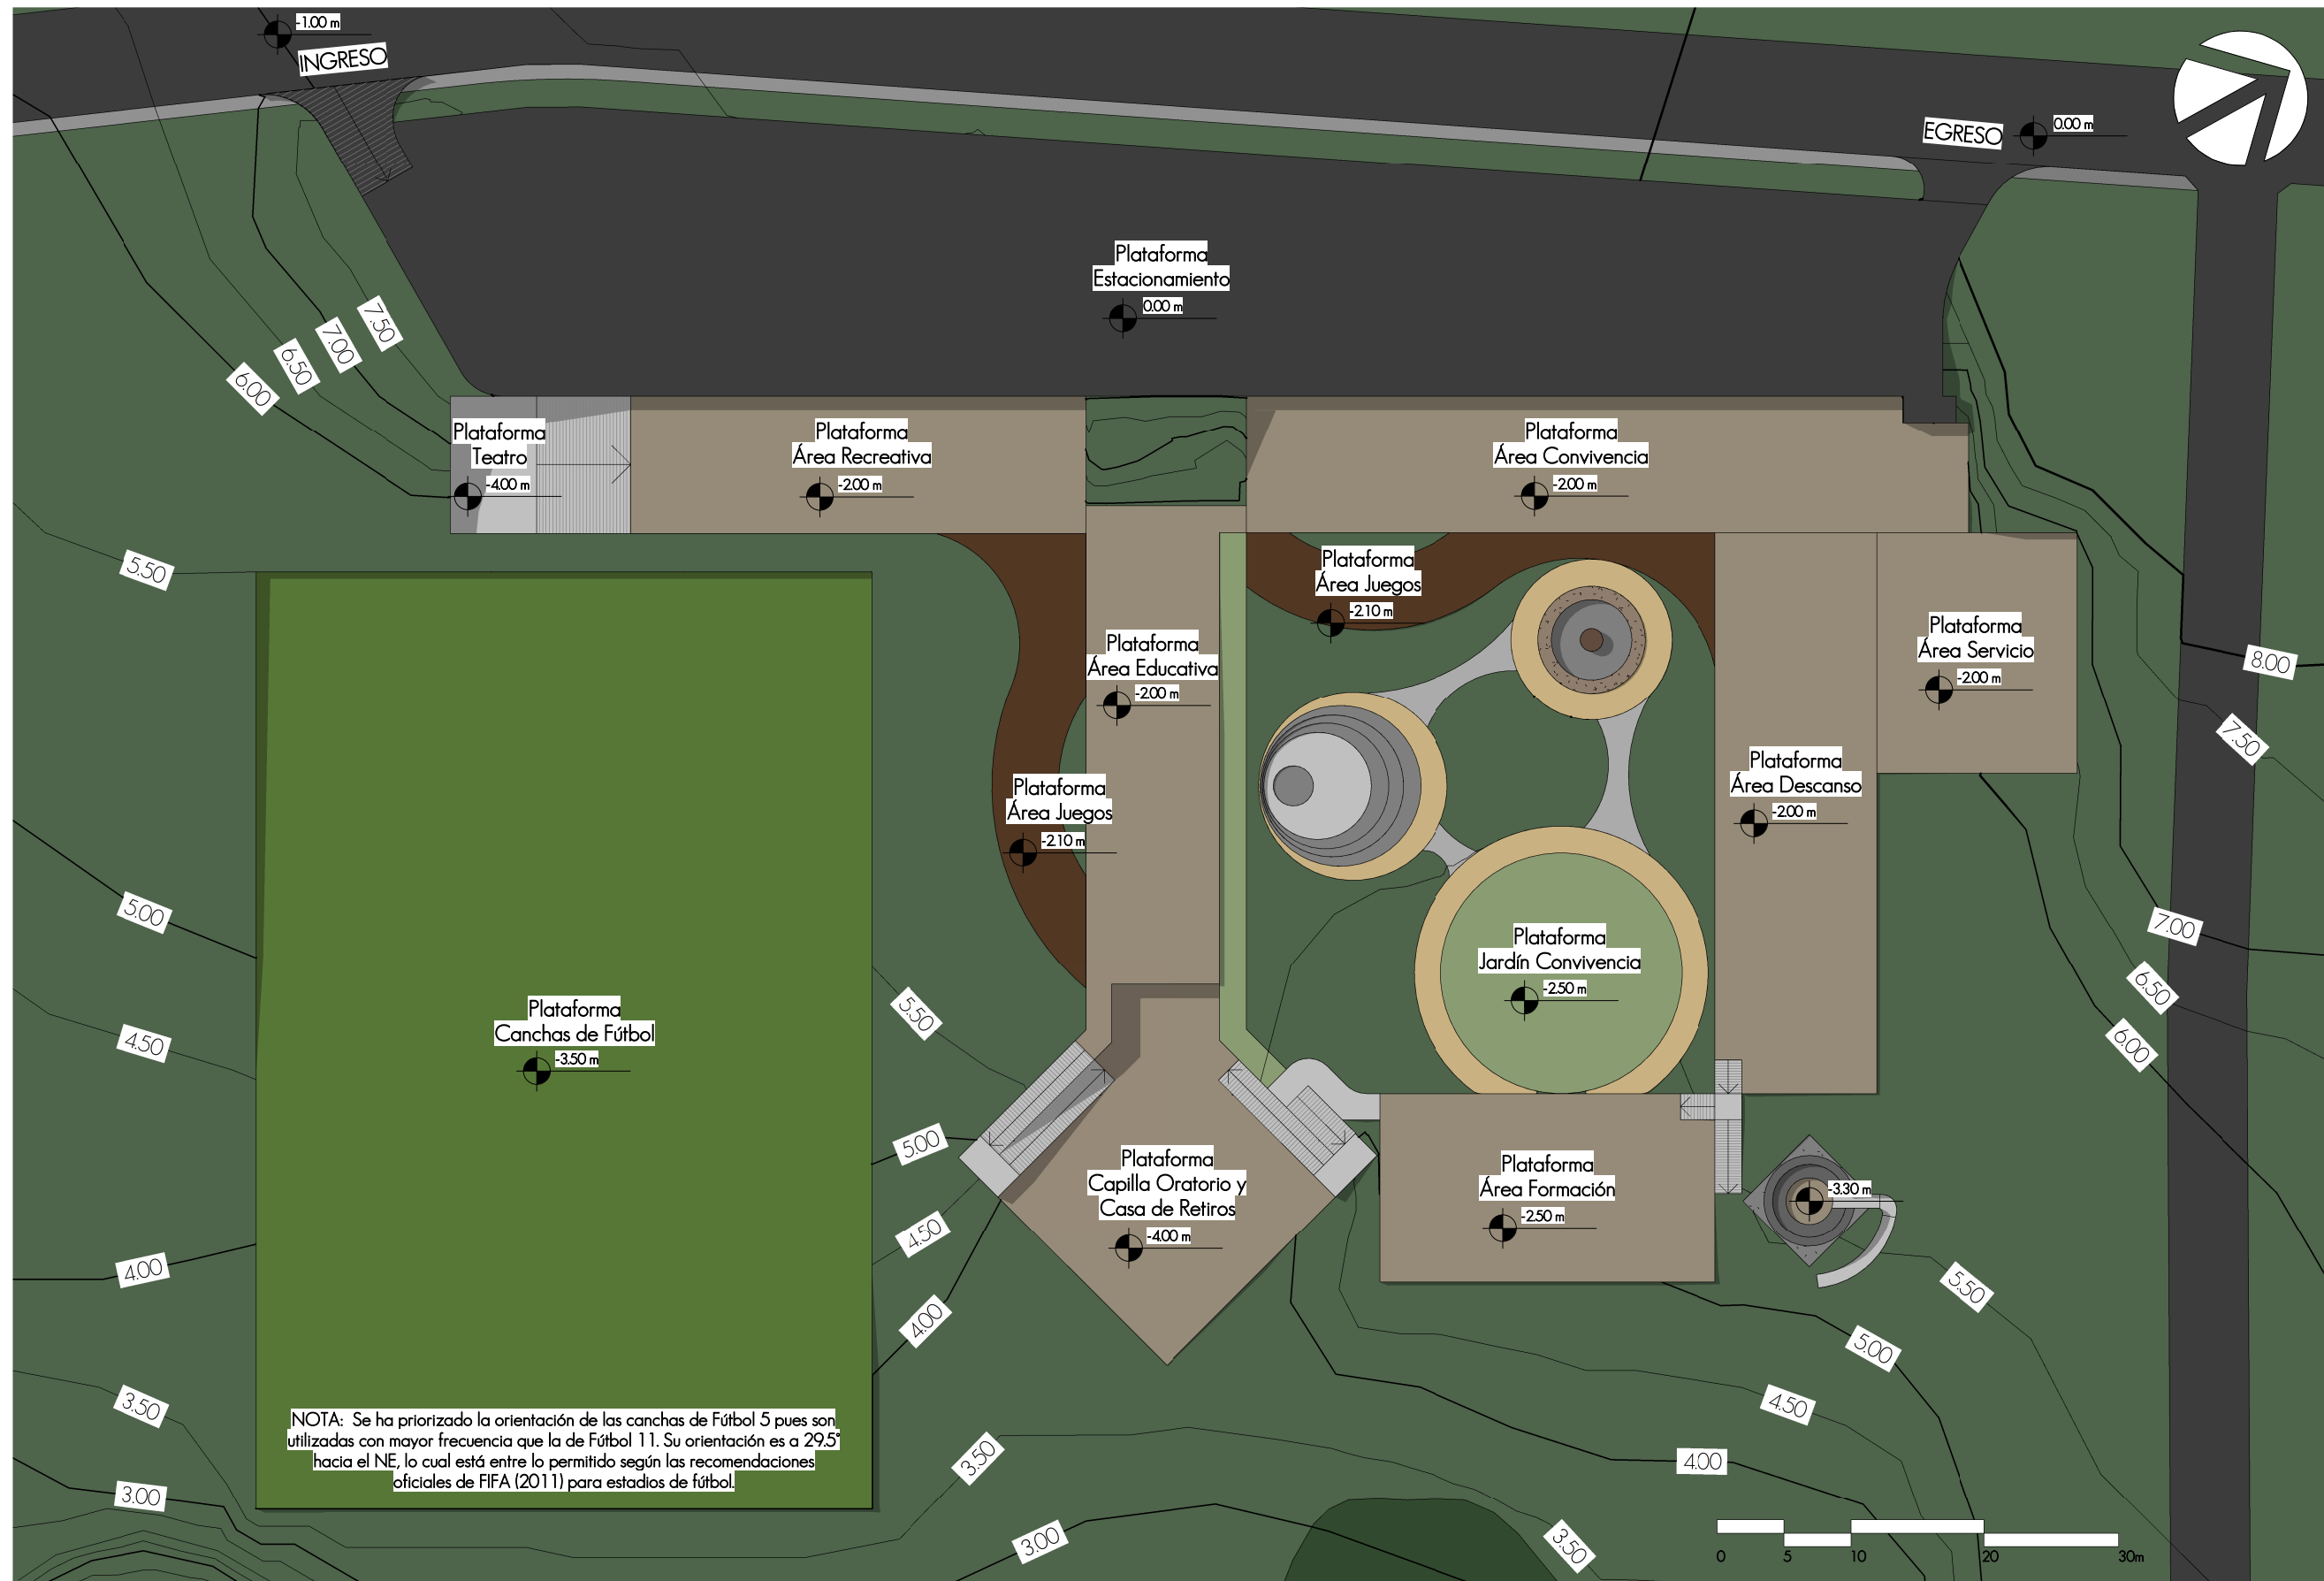 -1.00 m
INGRESO
EGRESO
0.00 m
Plataforma
Estacionamiento
0.00 m
7.50
7.00
6.50
6.00
Plataforma
Teatro
-4.00 m
Plataforma
Área Recreativa
-2.00 m
Plataforma
Área Convivencia
-2.00 m
5.50
Plataforma
Área Juegos
-2.10 m
Plataforma
Área Educativa
-2.00 m
Plataforma
Área Servicio
-2.00 m
8.00
7.50
Plataforma
Área Descanso
-2.00 m
Plataforma
Área Juegos
-2.10 m
5.00
7.00
Plataforma
Jardín Convivencia
-2.50 m
6.50
Plataforma
Canchas de Fútbol
-3.50 m
5.50
4.50
6.00
5.00
Plataforma
Capilla Oratorio y
Casa de Retiros
-4.00 m
Plataforma
Área Formación
-2.50 m
-3.30 m
4.50
4.00
5.50
4.00
5.00
3.50
4.50
NOTA: Se ha priorizado la orientación de las canchas de Fútbol 5 pues son
utilizadas con mayor frecuencia que la de Fútbol 11. Su orientación es a 29.5°
hacia el NE, lo cual está entre lo permitido según las recomendaciones
oficiales de FIFA (2011) para estadios de fútbol.
3.50
4.00
3.00
3.00
3.50
0 5 10 20 30m